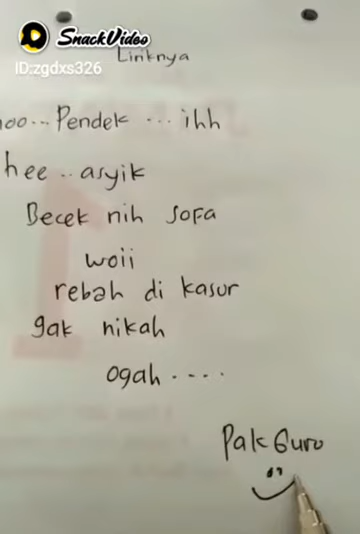 SnackVideo
ID:zgdxs326
Linknya
oo... Pendek ... ihh
hee .. asyik
Becek nih sofa
woii
rebah di kasur
gak nikah
ogah ....
Pak Guru